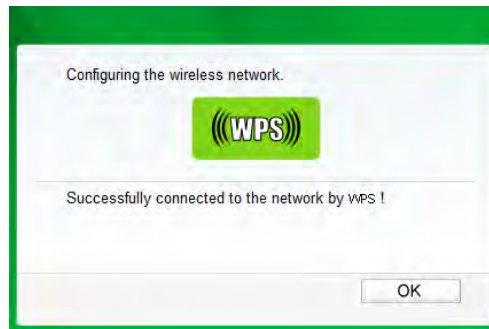 Configuring the wireless network.
(((WPS)))
Successfully connected to the network by WPS !
OK